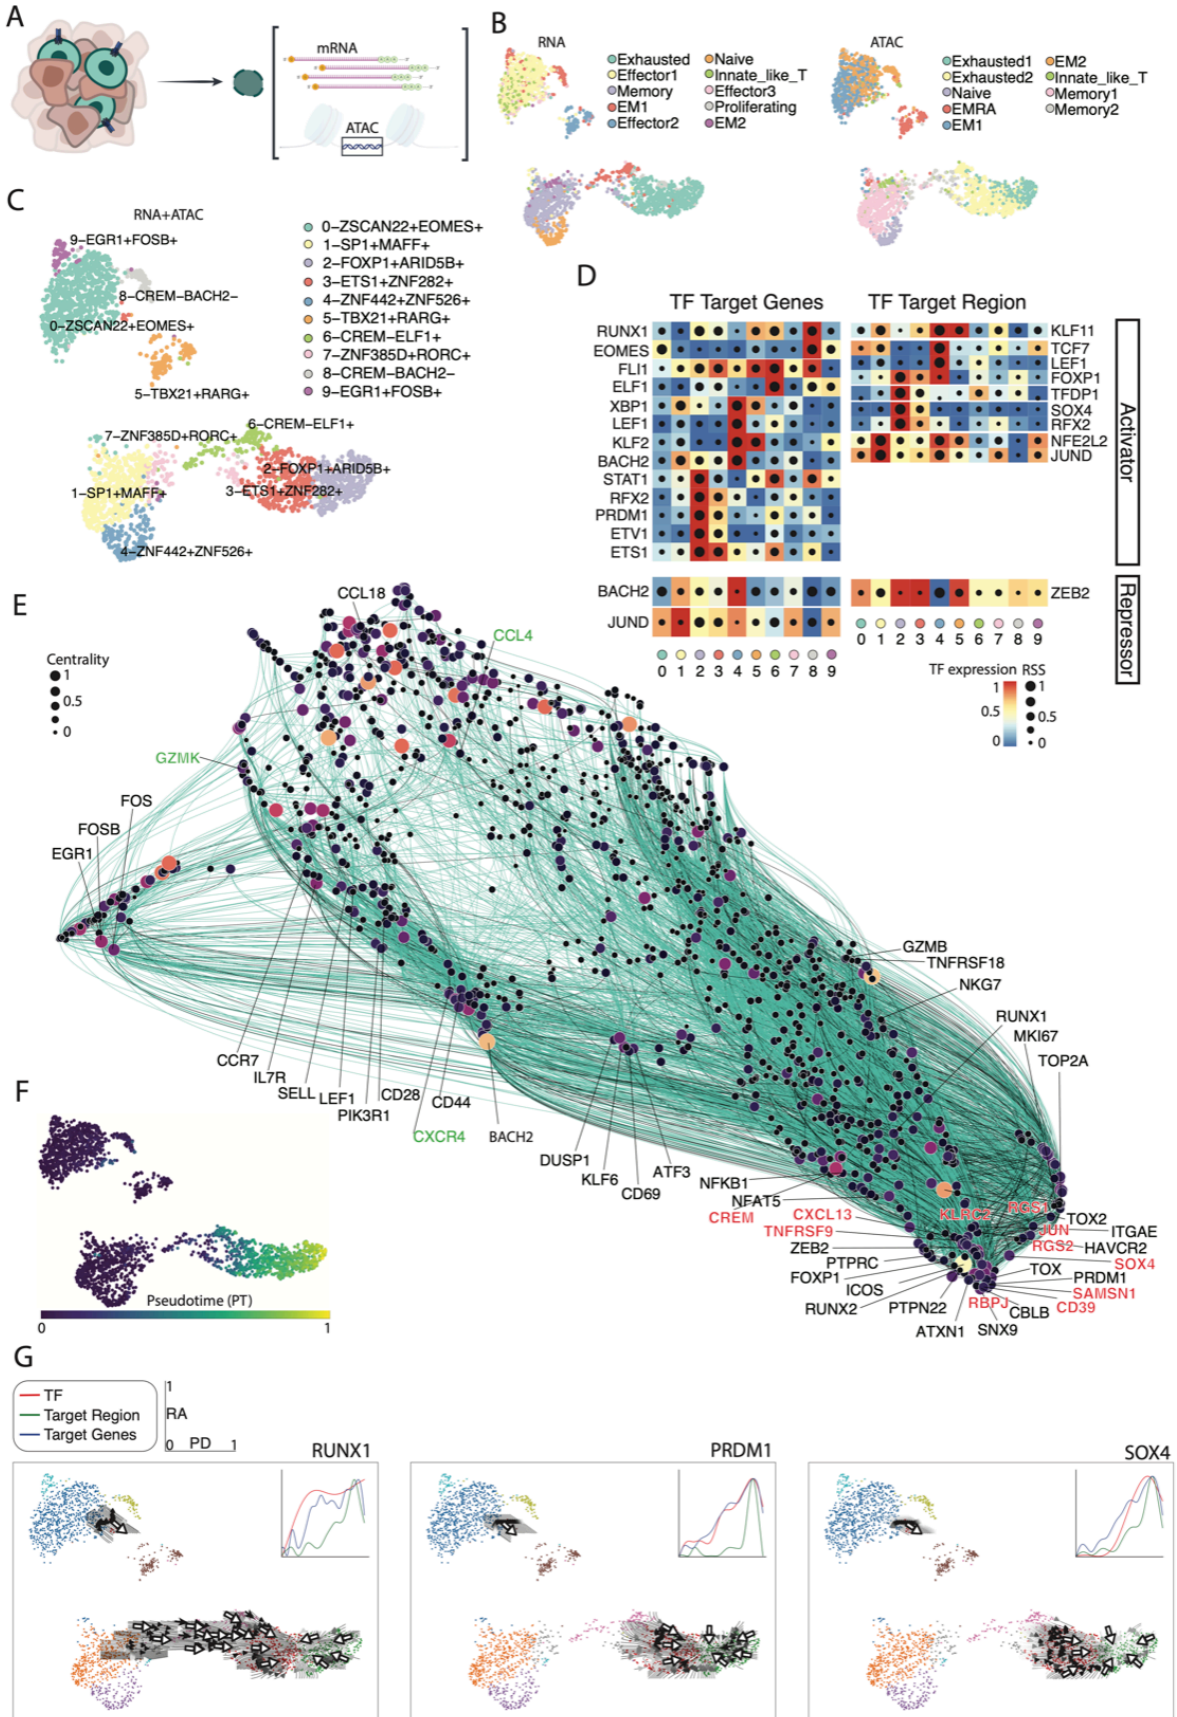 A
mRNA
ATAC
B
RNA
Exhausted
Effector1
Memory
EM1
Effector2
Naive
Innate_like_T
Effector3
Proliferating
EM2
ATAC
Exhausted1
Exhausted2
Naive
EMRA
EM1
EM2
Innate_like_T
Memory1
Memory2
C
RNA+ATAC
9-EGR1+FOSB+
8-CREM-BACH2-
0-ZSCAN22+EOMES+
5-TBX21+RARG+
6-CREM-ELF1+
7-ZNF385D+RORC+
2-FOXP1+ARID5B+
1-SP1+MAFF+
3-ETS1+ZNF282+
4-ZNF442+ZNF526+
0-ZSCAN22+EOMES+
1-SP1+MAFF+
2-FOXP1+ARID5B+
3-ETS1+ZNF282+
4-ZNF442+ZNF526+
5-TBX21+RARG+
6-CREM-ELF1+
7-ZNF385D+RORC+
8-CREM-BACH2-
9-EGR1+FOSB+
D
TF Target Genes
TF Target Region
RUNX1
EOMES
FLI1
ELF1
XBP1
LEF1
KLF2
BACH2
STAT1
RFX2
PRDM1
ETV1
ETS1
KLF11
TCF7
LEF1
FOXP1
TFDP1
SOX4
RFX2
NFE2L2
JUND
Activator
BACH2
JUND
ZEB2
Repressor
0 1 2 3 4 5 6 7 8 9
0 1 2 3 4 5 6 7 8 9
TF expression RSS
1
0.5
0
1
0.5
0
E
Centrality
1
0.5
0
CCL18
CCL4
GZMK
FOS
FOSB
EGR1
GZMB
TNFRSF18
NKG7
RUNX1
MKI67
TOP2A
CCR7
IL7R
SELL
LEF1
PIK3R1
CD28
CD44
CXCR4
BACH2
DUSP1
KLF6
CD69
ATF3
NFKB1
NFAT5
CREM
CXCL13
TNFRSF9
ZEB2
PTPRC
FOXP1
ICOS
RUNX2
PTPN22
ATXN1
RBPJ
SNX9
CBLB
CD39
SAMSN1
PRDM1
TOX
SOX4
HAVCR2
RGS2
ITGAE
JUN
TOX2
RGS1
KLRC2
F
Pseudotime (PT)
0
1
G
TF
Target Region
Target Genes
1
RA
0 PD 1
RUNX1
PRDM1
SOX4